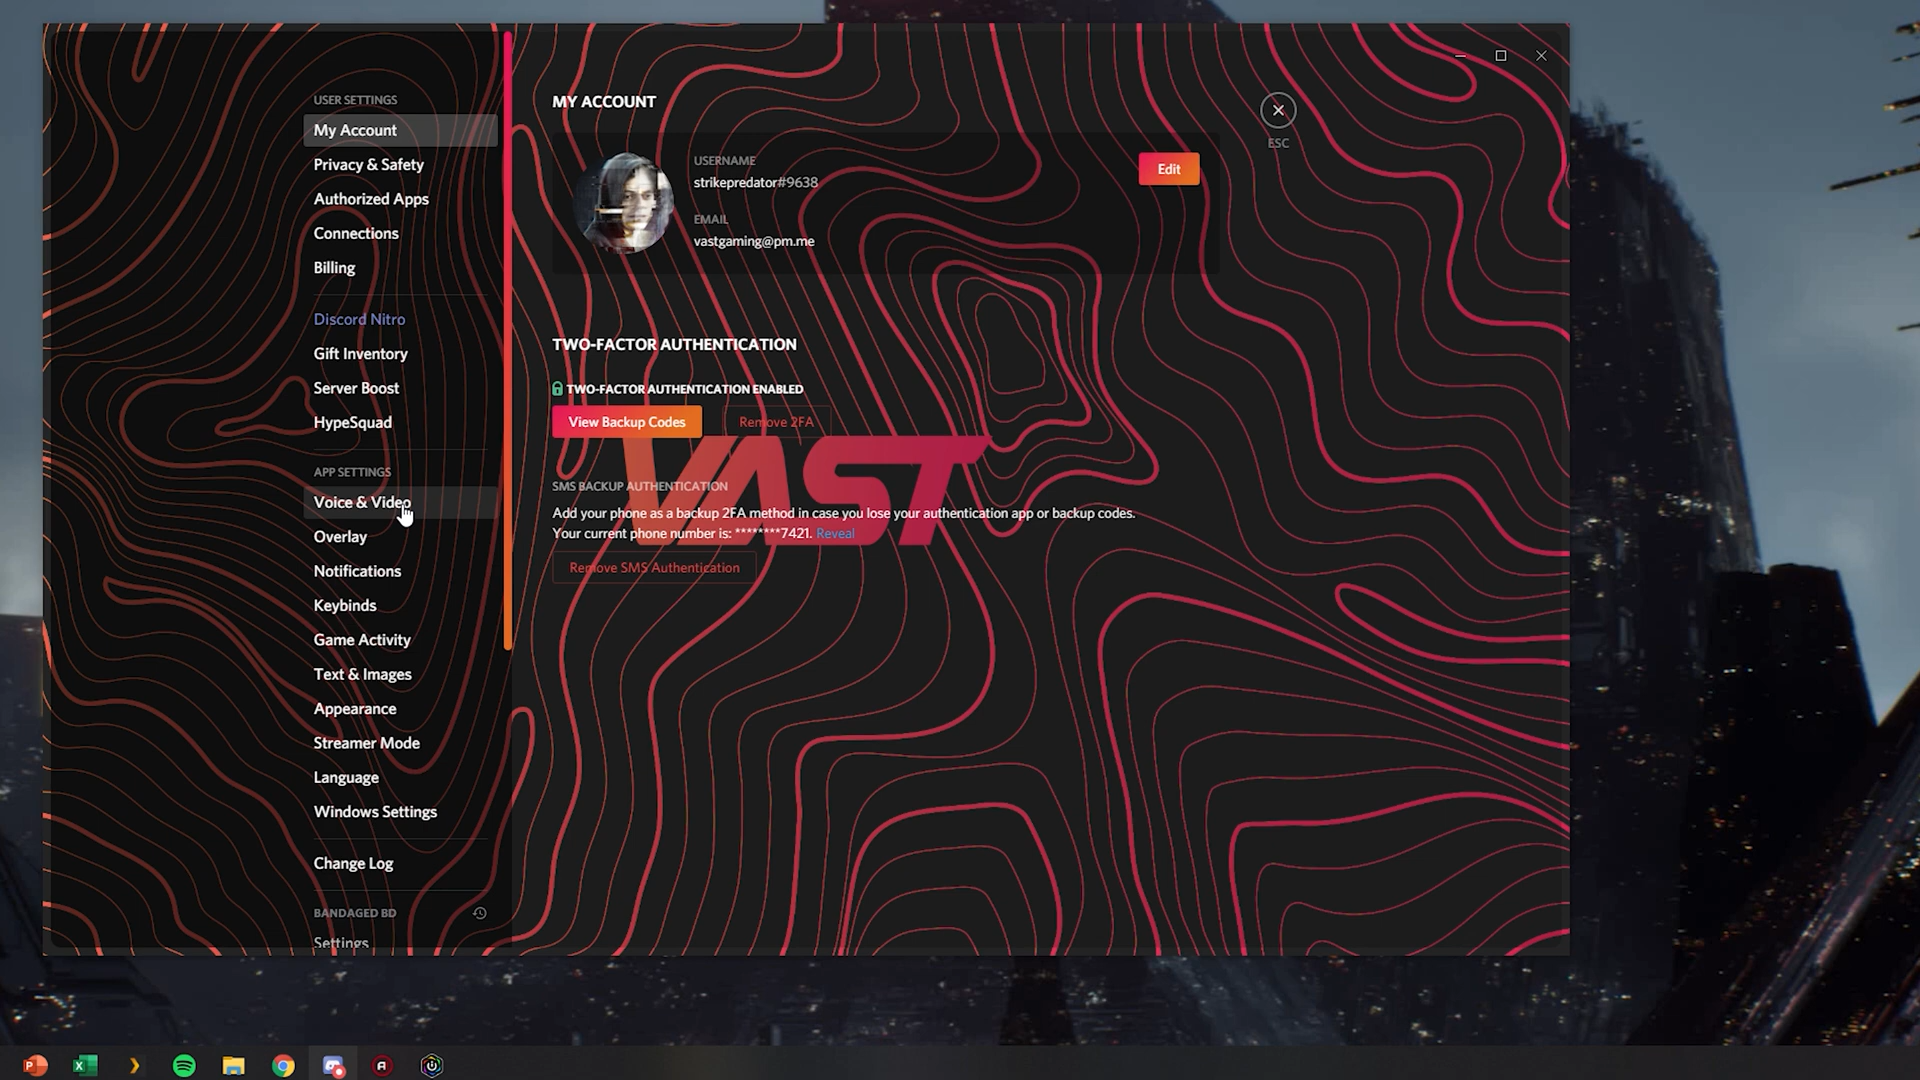 USER SETTINGS
My Account
Privacy & Safety
Authorized Apps
Connections
Billing
Discord Nitro
Gift Inventory
Server Boost
HypeSquad
APP SETTINGS
Voice & Video
Overlay
Notifications
Keybinds
Game Activity
Text & Images
Appearance
Streamer Mode
Language
Windows Settings
Change Log
BANDAGED BD
Settings
MY ACCOUNT
ESC
USERNAME
strikepredator#9638
Edit
EMAIL
vastgaming@pm.me
TWO-FACTOR AUTHENTICATION
TWO-FACTOR AUTHENTICATION ENABLED
View Backup Codes
Remove 2FA
VAST
SMS BACKUP AUTHENTICATION
Add your phone as a backup 2FA method in case you lose your authentication app or backup codes.
Your current phone number is: ********7421. Reveal
Remove SMS Authentication